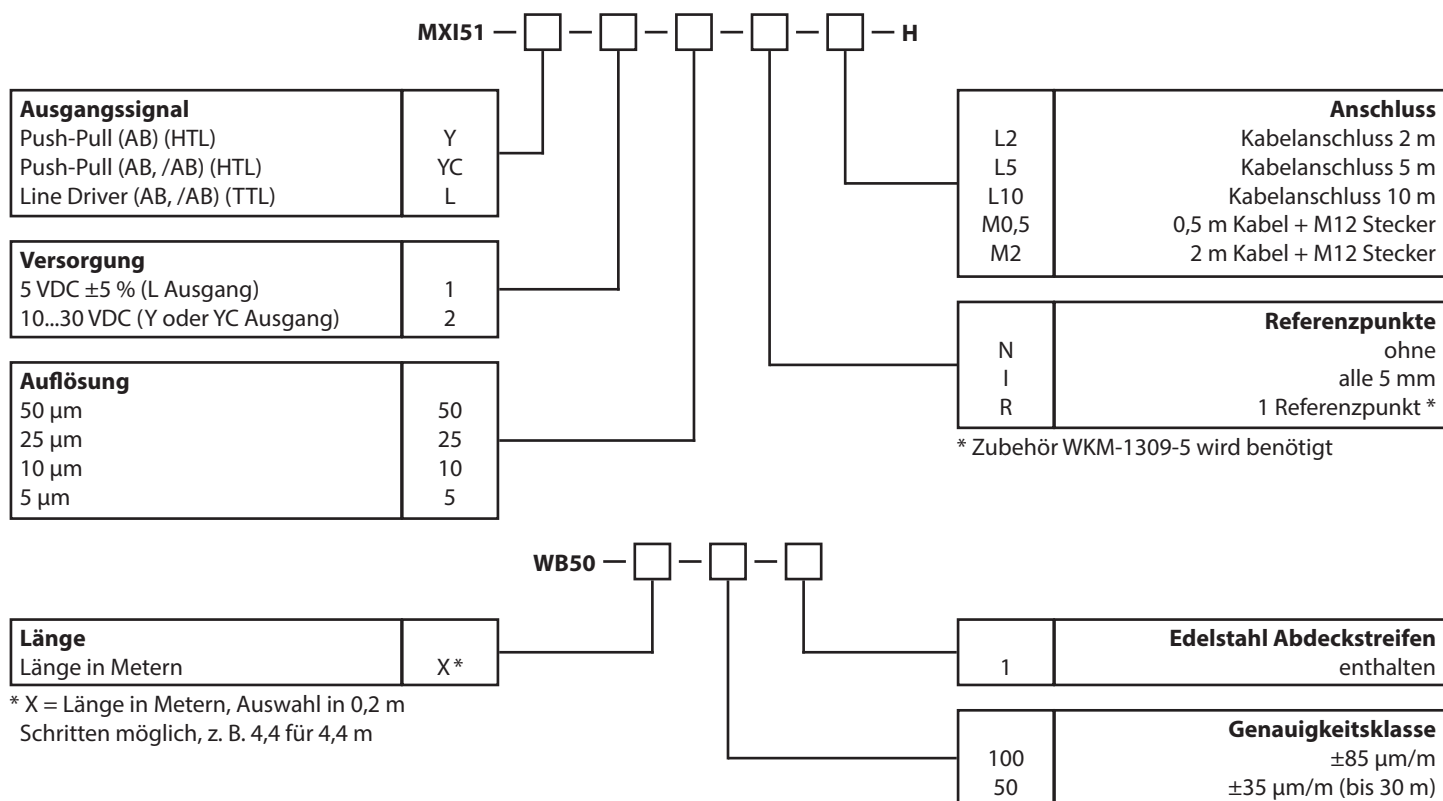 MXI51 — — — — — — H
Ausgangssignal
Push-Pull (AB) (HTL) Y
Push-Pull (AB, /AB) (HTL) YC
Line Driver (AB, /AB) (TTL) L
Anschluss
L2 Kabelanschluss 2 m
L5 Kabelanschluss 5 m
L10 Kabelanschluss 10 m
M0,5 0,5 m Kabel + M12 Stecker
M2 2 m Kabel + M12 Stecker
Versorgung
5 VDC ±5 % (L Ausgang) 1
10...30 VDC (Y oder YC Ausgang) 2
Referenzpunkte
N ohne
I alle 5 mm
R 1 Referenzpunkt *
* Zubehör WKM-1309-5 wird benötigt
Auflösung
50 µm 50
25 µm 25
10 µm 10
5 µm 5
WB50 — — —
Länge
Länge in Metern X*
* X = Länge in Metern, Auswahl in 0,2 m
Schritten möglich, z. B. 4,4 für 4,4 m
Edelstahl Abdeckstreifen
1 enthalten
Genauigkeitsklasse
100 ±85 µm/m
50 ±35 µm/m (bis 30 m)